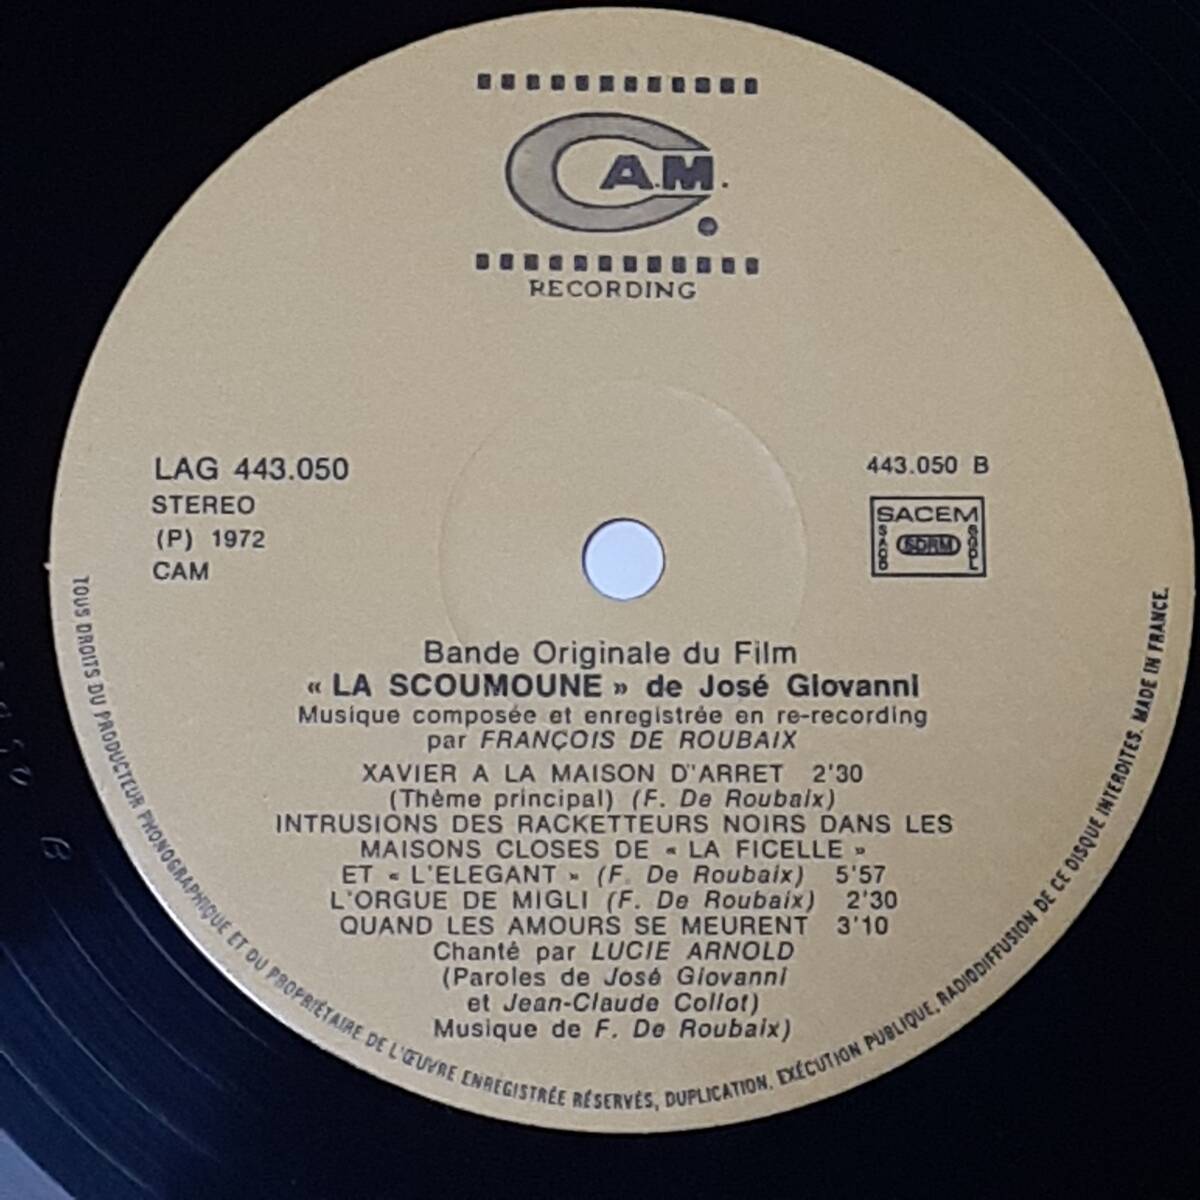 C.A.M.
RECORDING
LAG 443.050
STEREO
(P) 1972
CAM
443.050 B
SACEM
SACD
SDRM
SGDL
Bande Originale du Film
« LA SCOUMOUNE » de José Giovanni
Musique composée et enregistrée en re-recording
par FRANÇOIS DE ROUBAIX
XAVIER A LA MAISON D''ARRET 2'30
(Thème principal) (F. De Roubaix)
INTRUSIONS DES RACKETTEURS NOIRS DANS LES
MAISONS CLOSES DE « LA FICELLE »
ET « L'ELEGANT » (F. De Roubaix) 5'57
L'ORGUE DE MIGLI (F. De Roubaix) 2'30
QUAND LES AMOURS SE MEURENT 3'10
Chanté par LUCIE ARNOLD
(Paroles de José Giovanni
et Jean-Claude Collot)
Musique de F. De Roubaix)
TOUS DROITS DU PRODUCTEUR PHONOGRAPHIQUE ET DU PROPRIÉTAIRE DE L'ŒUVRE ENREGISTRÉE RÉSERVÉS, DUPLICATION, EXÉCUTION PUBLIQUE, RADIODIFFUSION DE CE DISQUE INTERDITES. MADE IN FRANCE.